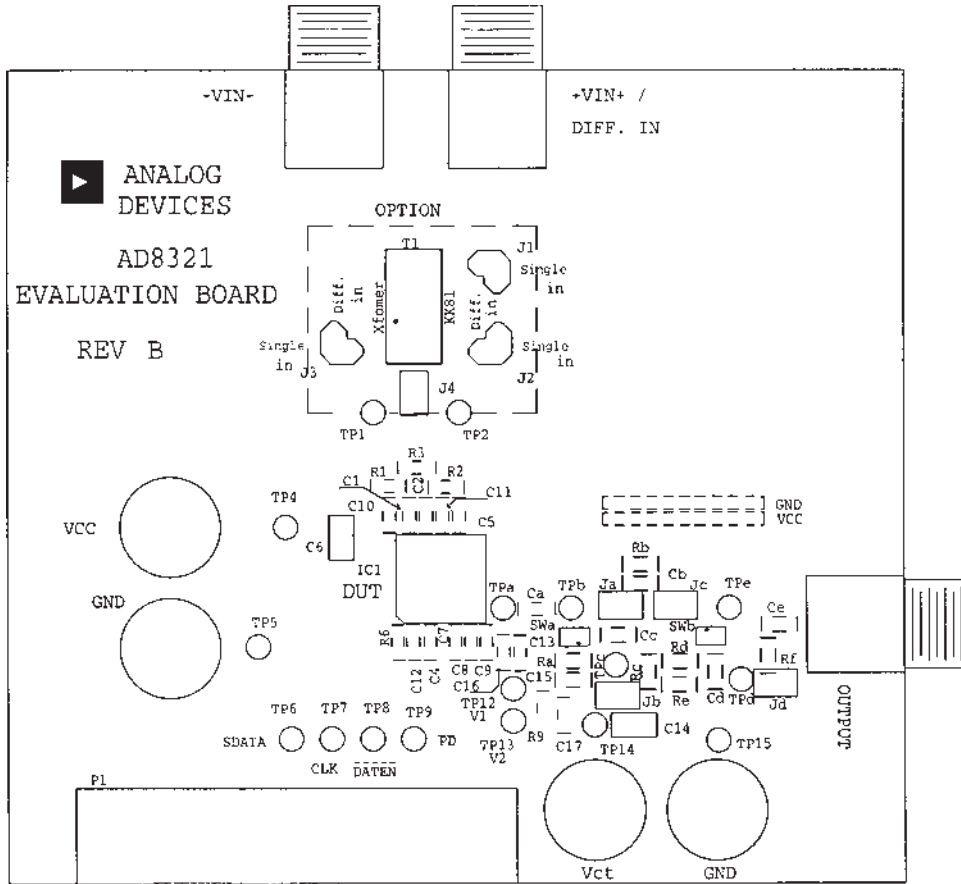 -VIN-
+VIN+ /
DIFF. IN
ANALOG
DEVICES
AD8321
EVALUATION BOARD
REV B
OPTION
T1
J1
Single
in
Diff.
in
Xfomer
KK81
Diff.
in
Single
in
J3
Single
in
J2
J4
TP1
TP2
R3
R1
C2
R2
C1
C11
C10
C5
VCC
TP4
C6
IC1
DUT
GND
VCC
Rb
Cb
GND
TP5
TPa
Ca
TPb
Ja
Jc
TPe
Ce
R6
C7
C13
SWa
Cc
SWb
Rd
Ra
TPc
Rc
Rf
C12
C4
C8
C9
C16
C15
Re
Cd
TPd
Jd
Jb
TP12
V1
TP6
TP7
TP8
TP9
SDATA
PD
CLK
DATEN
TP13
V2
R9
C17
TP14
C14
TP15
OUTPUT
P1
Vct
GND